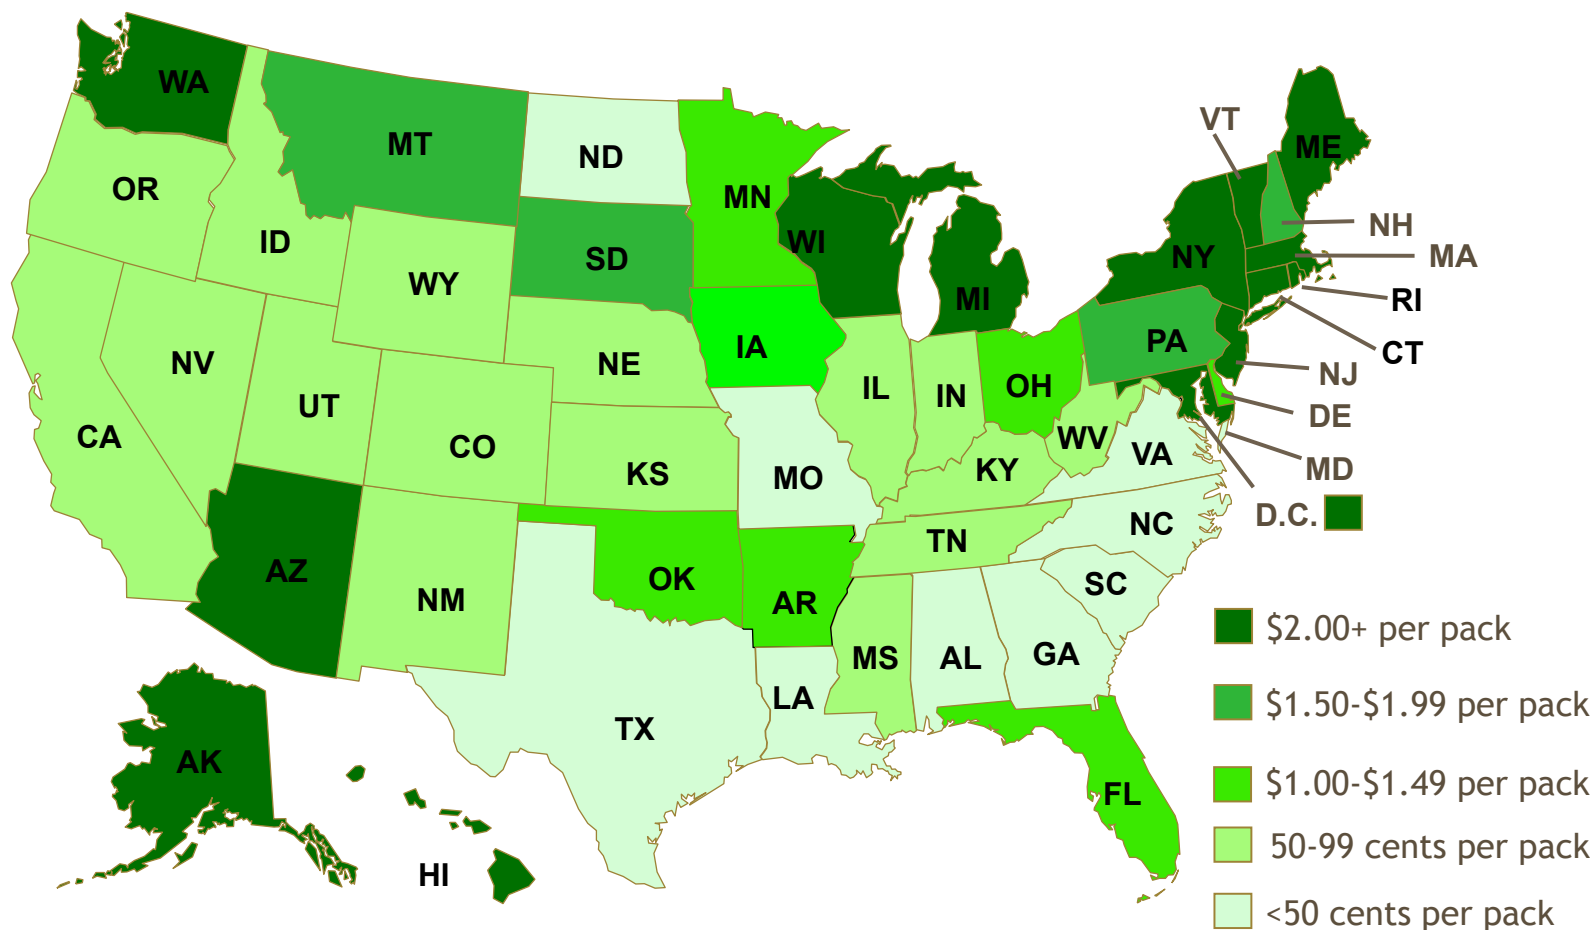 WA
VT
ME
MT
ND
OR
MN
NH
ID
WI
NY
MA
SD
WY
MI
RI
PA
IA
CT
NV
NE
NJ
IL
IN
OH
DE
UT
CA
CO
WV
VA
MD
KS
MO
KY
D.C.
NC
TN
AZ
OK
AR
SC
NM
$2.00+ per pack
MS
AL
GA
LA
$1.50-$1.99 per pack
TX
AK
$1.00-$1.49 per pack
FL
50-99 cents per pack
HI
<50 cents per pack